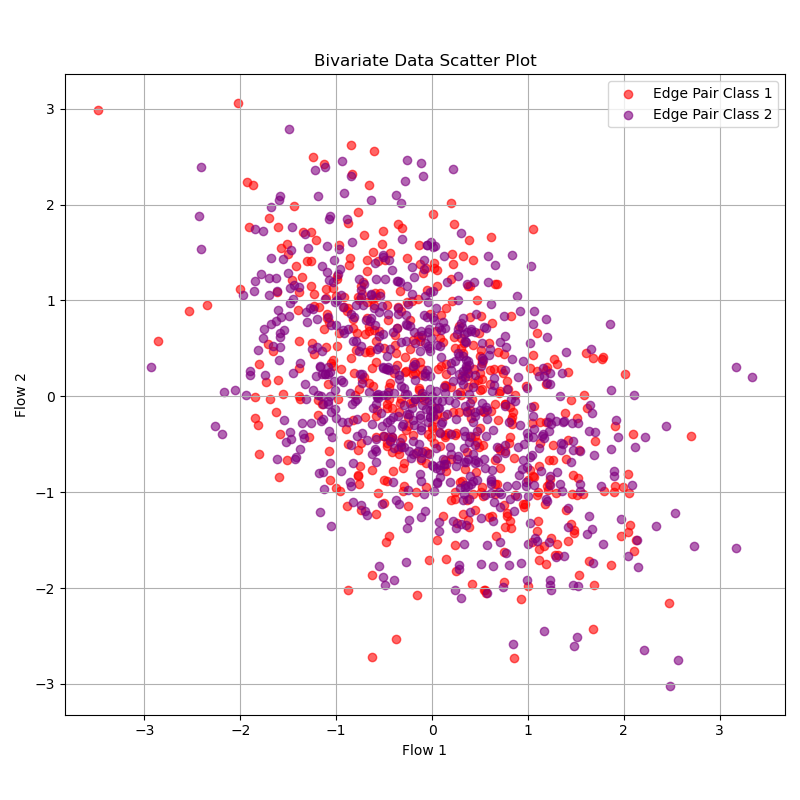 Bivariate Data Scatter Plot
Edge Pair Class 1
Edge Pair Class 2
3
2
1
0
−1
−2
−3
Flow 2
−3 −2 −1 0 1 2 3
Flow 1